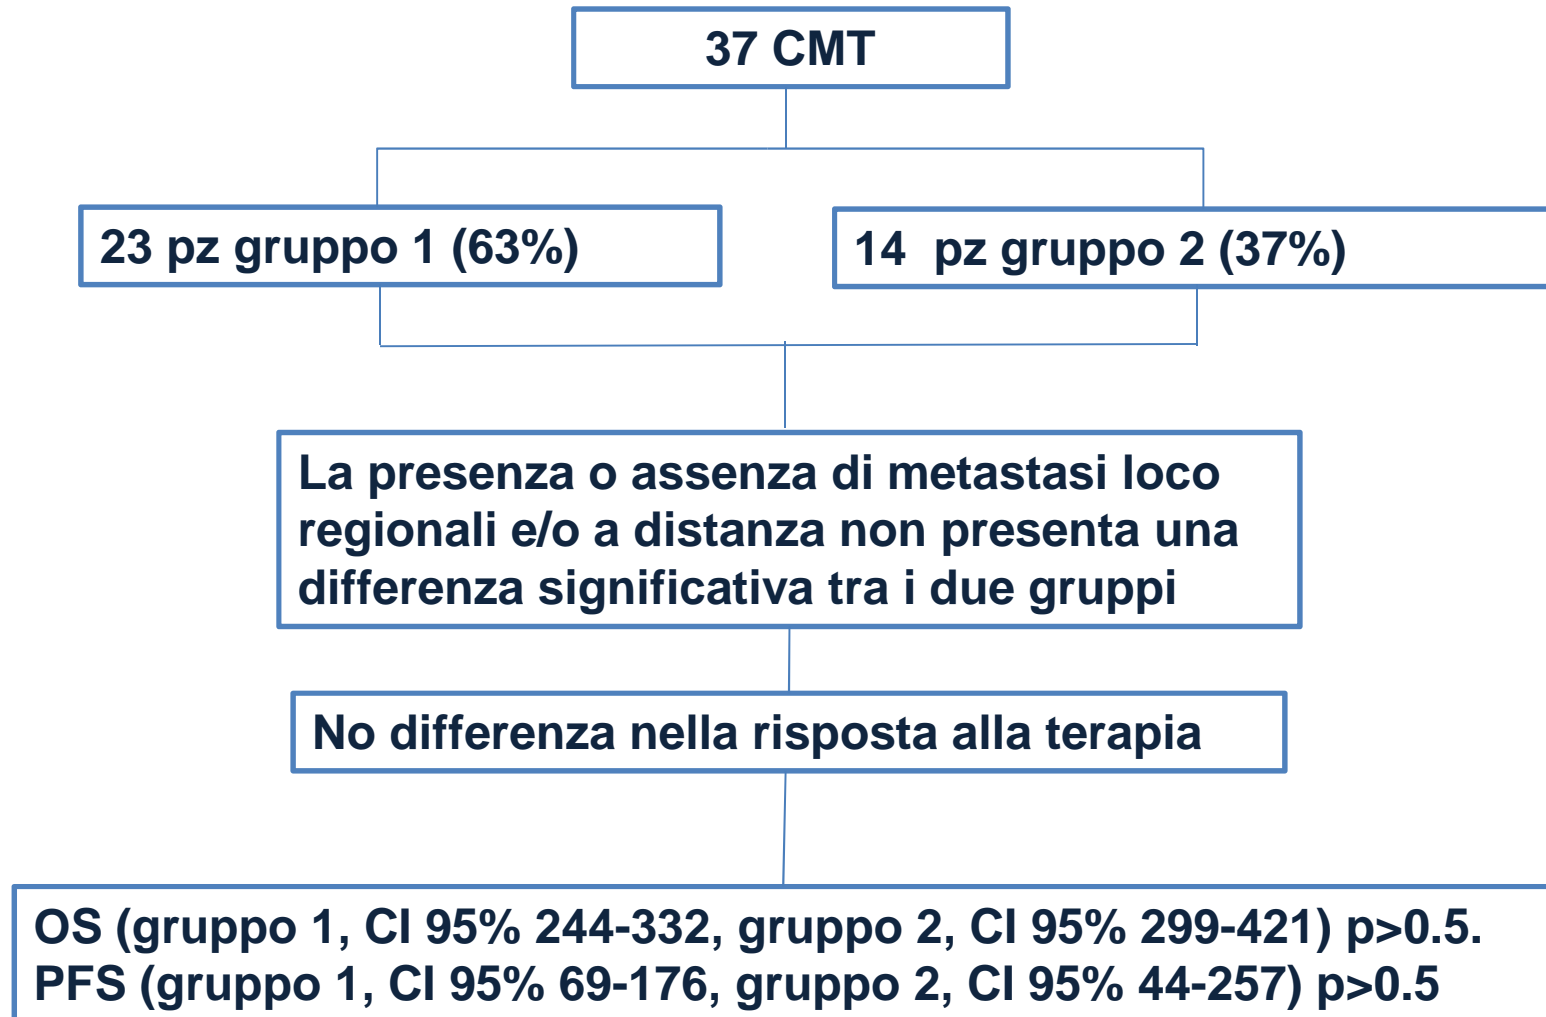 37 CMT
23 pz gruppo 1 (63%)
14 pz gruppo 2 (37%)
La presenza o assenza di metastasi loco
regionali e/o a distanza non presenta una
differenza significativa tra i due gruppi
No differenza nella risposta alla terapia
OS (gruppo 1, CI 95% 244-332, gruppo 2, CI 95% 299-421) p>0.5.
PFS (gruppo 1, CI 95% 69-176, gruppo 2, CI 95% 44-257) p>0.5